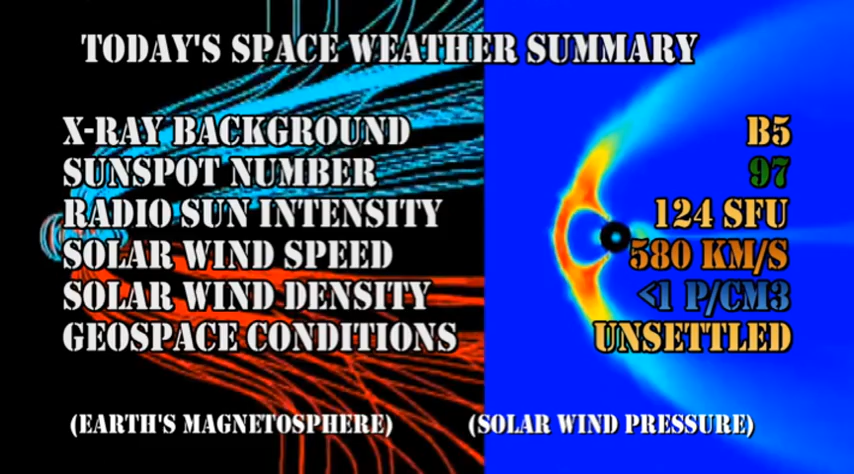 TODAY'S SPACE WEATHER SUMMARY
X-RAY BACKGROUND B5
SUNSPOT NUMBER 97
RADIO SUN INTENSITY 124 SFU
SOLAR WIND SPEED 580 KM/S
SOLAR WIND DENSITY <1 P/CM3
GEOSPACE CONDITIONS UNSETTLED
(EARTH'S MAGNETOSPHERE) (SOLAR WIND PRESSURE)